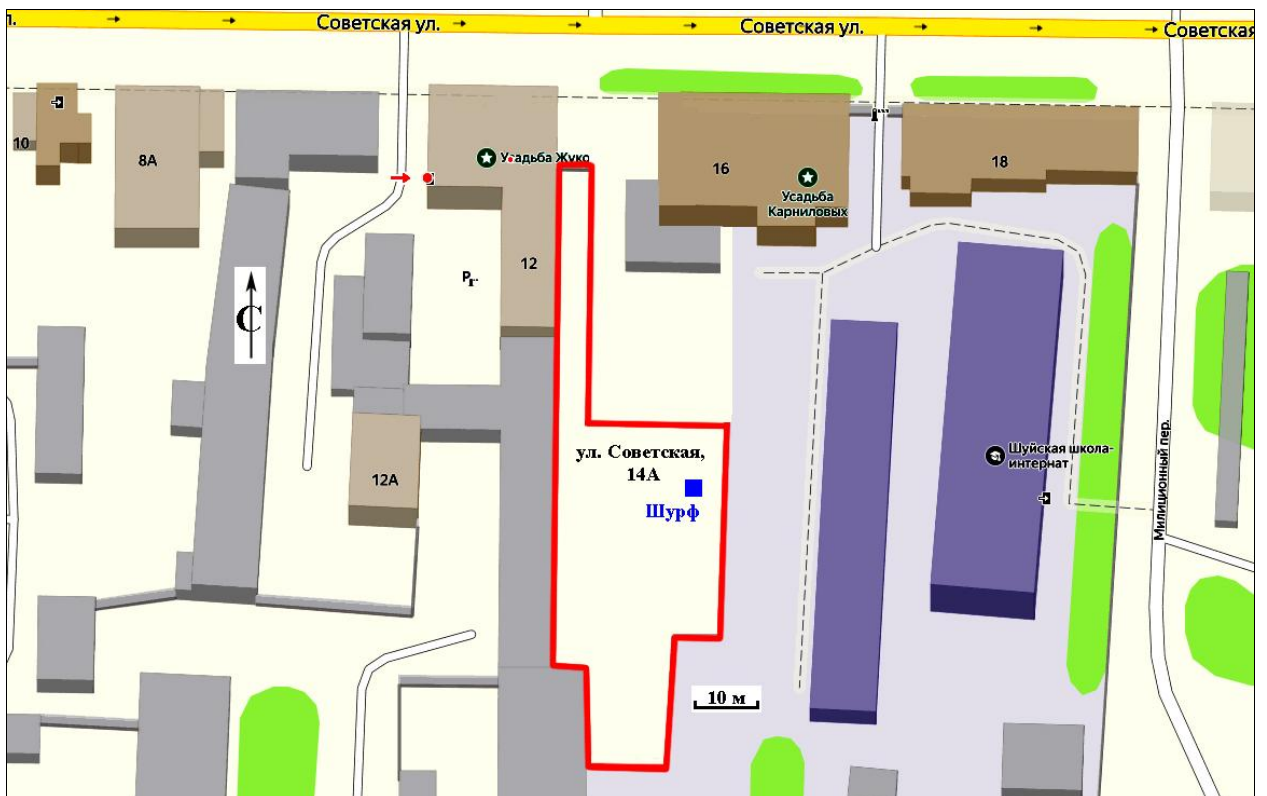 л.
Советская ул.
Советская ул.
Советская
10
8А
Усадьба Жуко
16
Усадьба
Карниловых
18
12
С
ул. Советская,
14А
Шурф
12А
Шуйская школа-
интернат
Милиционный пер.
10 м